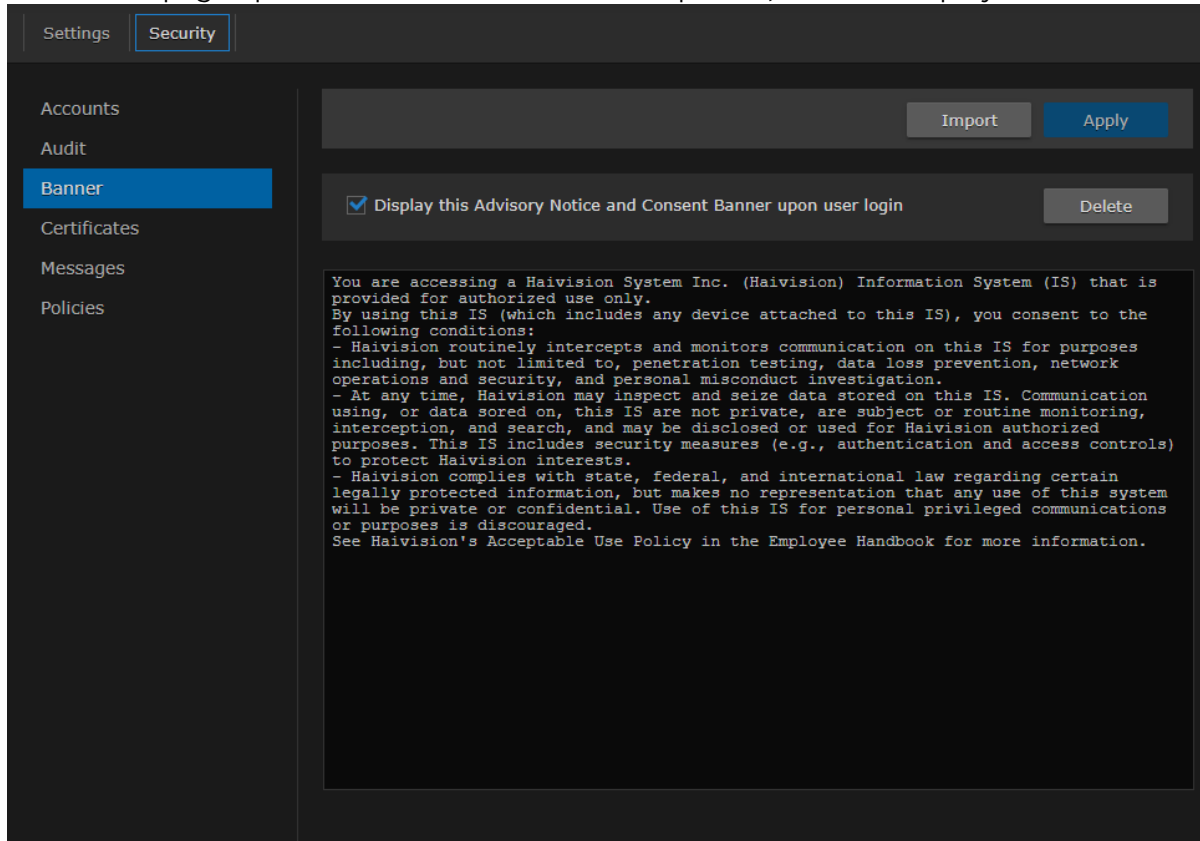 Settings
Security
Accounts
Audit
Banner
Certificates
Messages
Policies
Import
Apply
Display this Advisory Notice and Consent Banner upon user login
Delete
You are accessing a Haivision System Inc. (Haivision) Information System (IS) that is
provided for authorized use only.
By using this IS (which includes any device attached to this IS), you consent to the
following conditions:
- Haivision routinely intercepts and monitors communication on this IS for purposes
including, but not limited to, penetration testing, data loss prevention, network
operations and security, and personal misconduct investigation.
- At any time, Haivision may inspect and seize data stored on this IS. Communication
using, or data sored on, this IS are not private, are subject or routine monitoring,
interception, and search, and may be disclosed or used for Haivision authorized
purposes. This IS includes security measures (e.g., authentication and access controls)
to protect Haivision interests.
- Haivision complies with state, federal, and international law regarding certain
legally protected information, but makes no representation that any use of this system
will be private or confidential. Use of this IS for personal privileged communications
or purposes is discouraged.
See Haivision's Acceptable Use Policy in the Employee Handbook for more information.